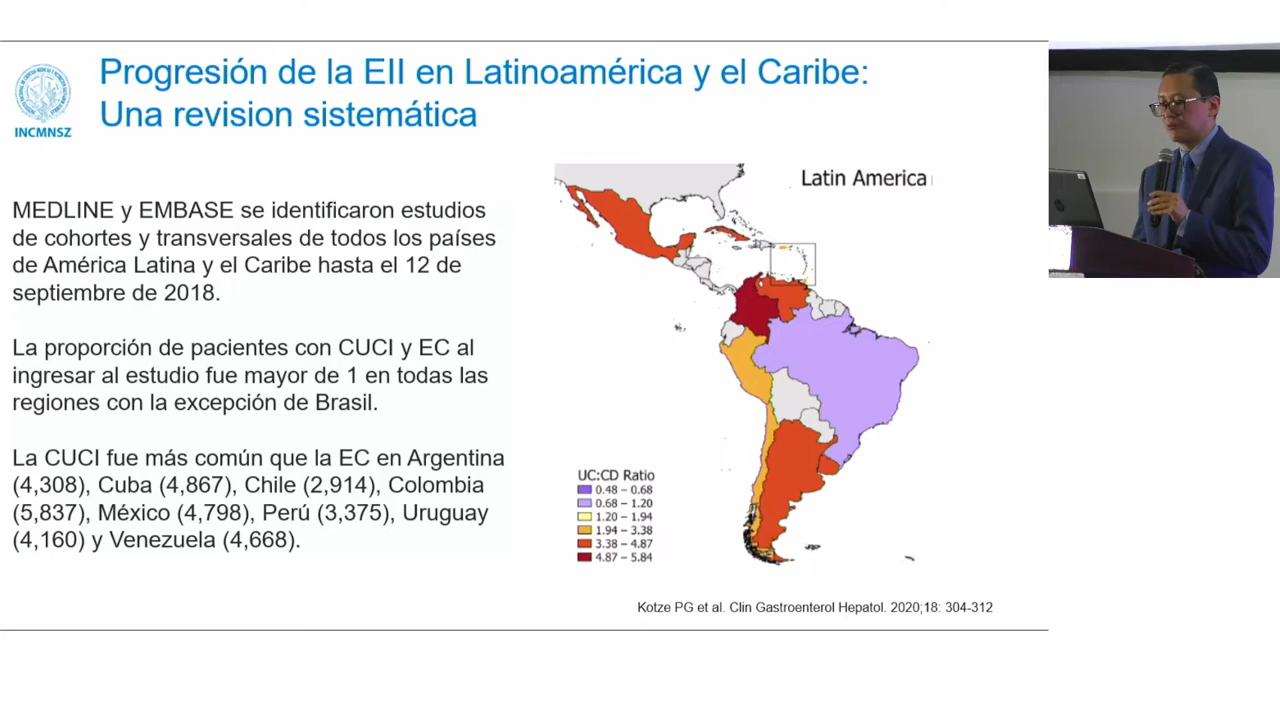 Progresión de la EII en Latinoamérica y el Caribe:
Una revision sistemática
INCMNSZ
MEDLINE y EMBASE se identificaron estudios
de cohortes y transversales de todos los países
de América Latina y el Caribe hasta el 12 de
septiembre de 2018.
La proporción de pacientes con CUCI y EC al
ingresar al estudio fue mayor de 1 en todas las
regiones con la excepción de Brasil.
La CUCI fue más común que la EC en Argentina
(4,308), Cuba (4,867), Chile (2,914), Colombia
(5,837), México (4,798), Perú (3,375), Uruguay
(4,160) y Venezuela (4,668).
Latin America
UC:CD Ratio
0.48 – 0.68
0.68 – 1.20
1.20 – 1.94
1.94 – 3.38
3.38 – 4.87
4.87 – 5.84
Kotze PG et al. Clin Gastroenterol Hepatol. 2020;18: 304-312